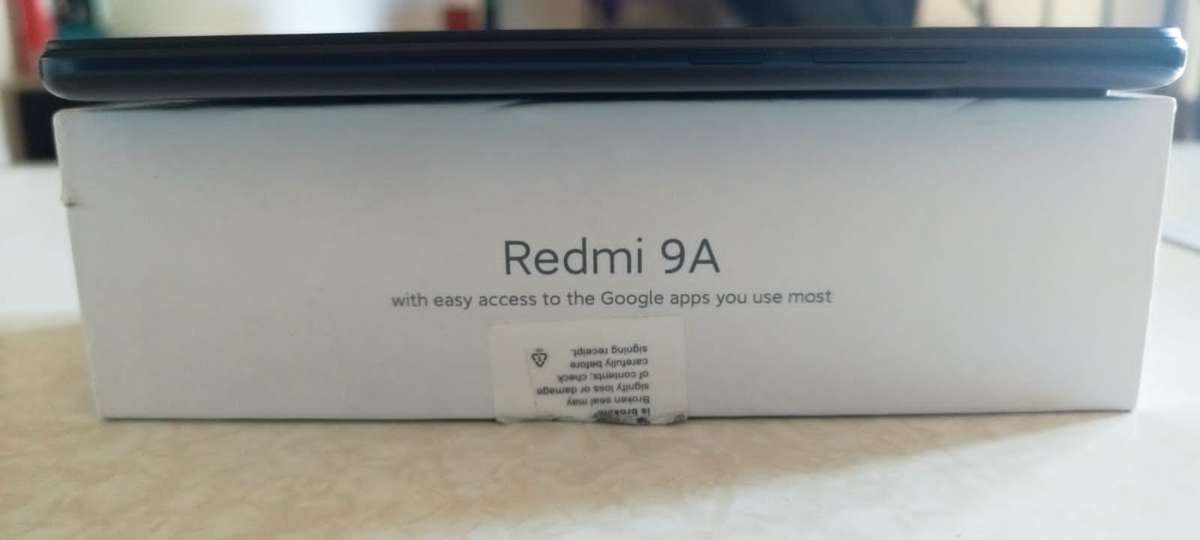 Redmi 9A
with easy access to the Google apps you use most
is broken.
Broken seal may
signify loss or damage
of contents, check
carefully before
signing receipt.